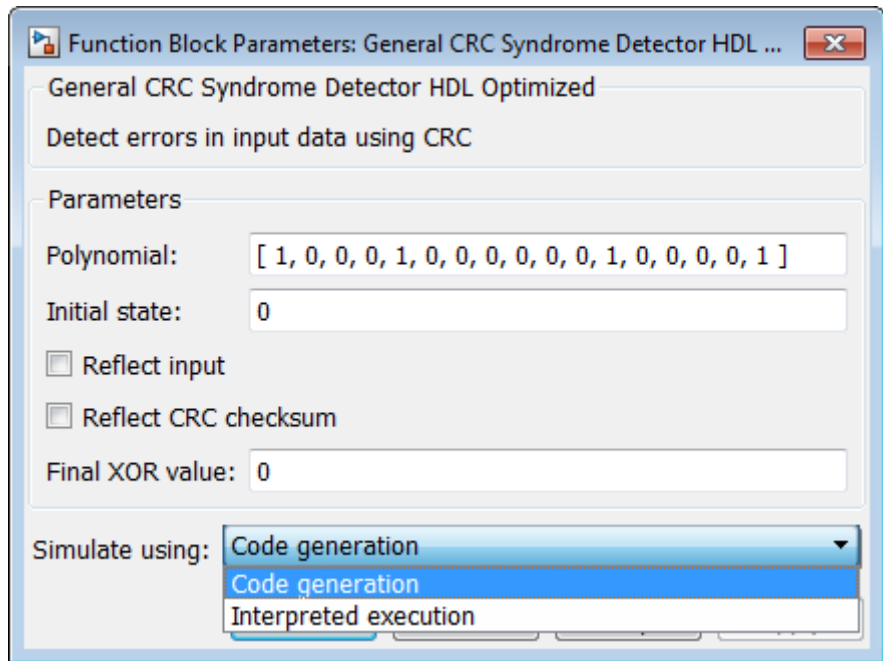 Function Block Parameters: General CRC Syndrome Detector HDL ...
General CRC Syndrome Detector HDL Optimized
Detect errors in input data using CRC
Parameters
Polynomial: [ 1, 0, 0, 0, 1, 0, 0, 0, 0, 0, 0, 1, 0, 0, 0, 0, 1 ]
Initial state: 0
Reflect input
Reflect CRC checksum
Final XOR value: 0
Simulate using: Code generation
Code generation
Interpreted execution